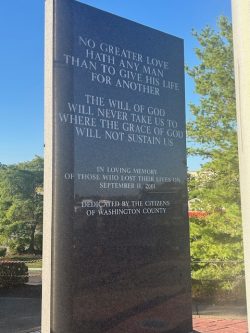 NO GREATER LOVE
HATH ANY MAN
THAN TO GIVE HIS LIFE
FOR ANOTHER
THE WILL OF GOD
WILL NEVER TAKE US TO
WHERE THE GRACE OF GOD
WILL NOT SUSTAIN US
IN LOVING MEMORY
OF THOSE WHO LOST THEIR LIVES ON
SEPTEMBER 11, 2001
DEDICATED BY THE CITIZENS
OF WASHINGTON COUNTY